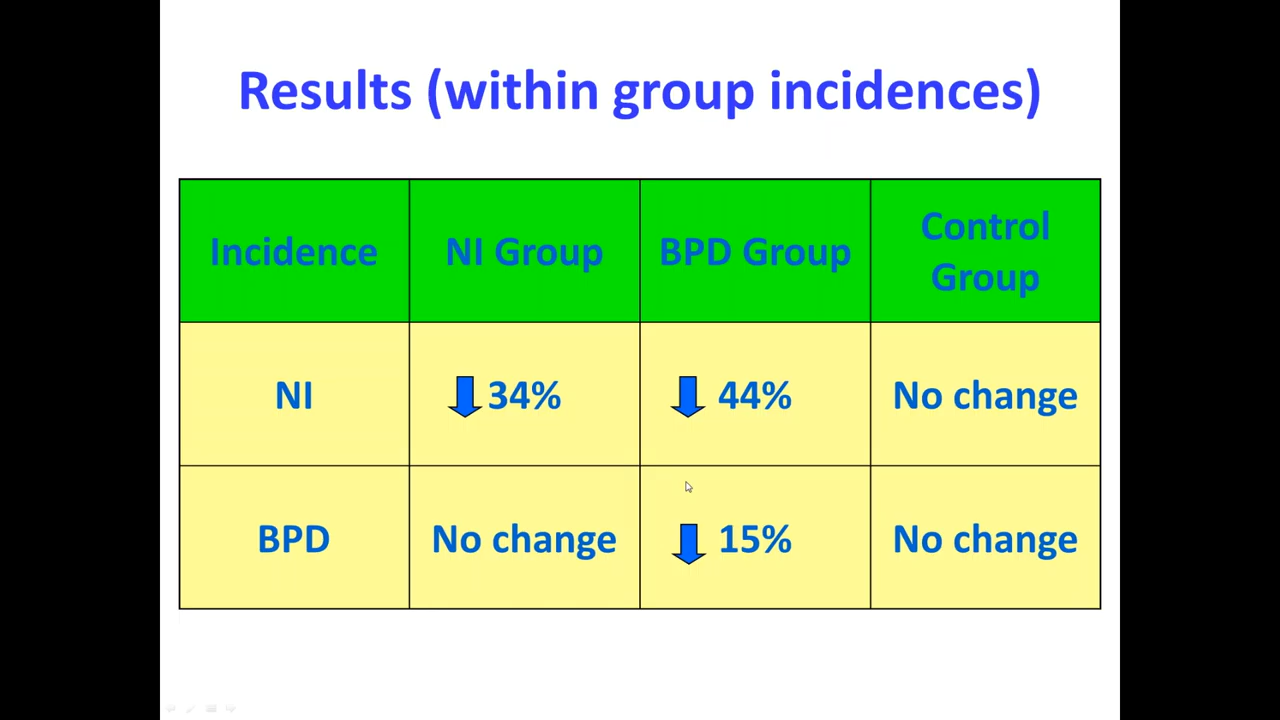 Results (within group incidences)
Incidence NI Group BPD Group Control Group
NI 34% 44% No change
BPD No change 15% No change